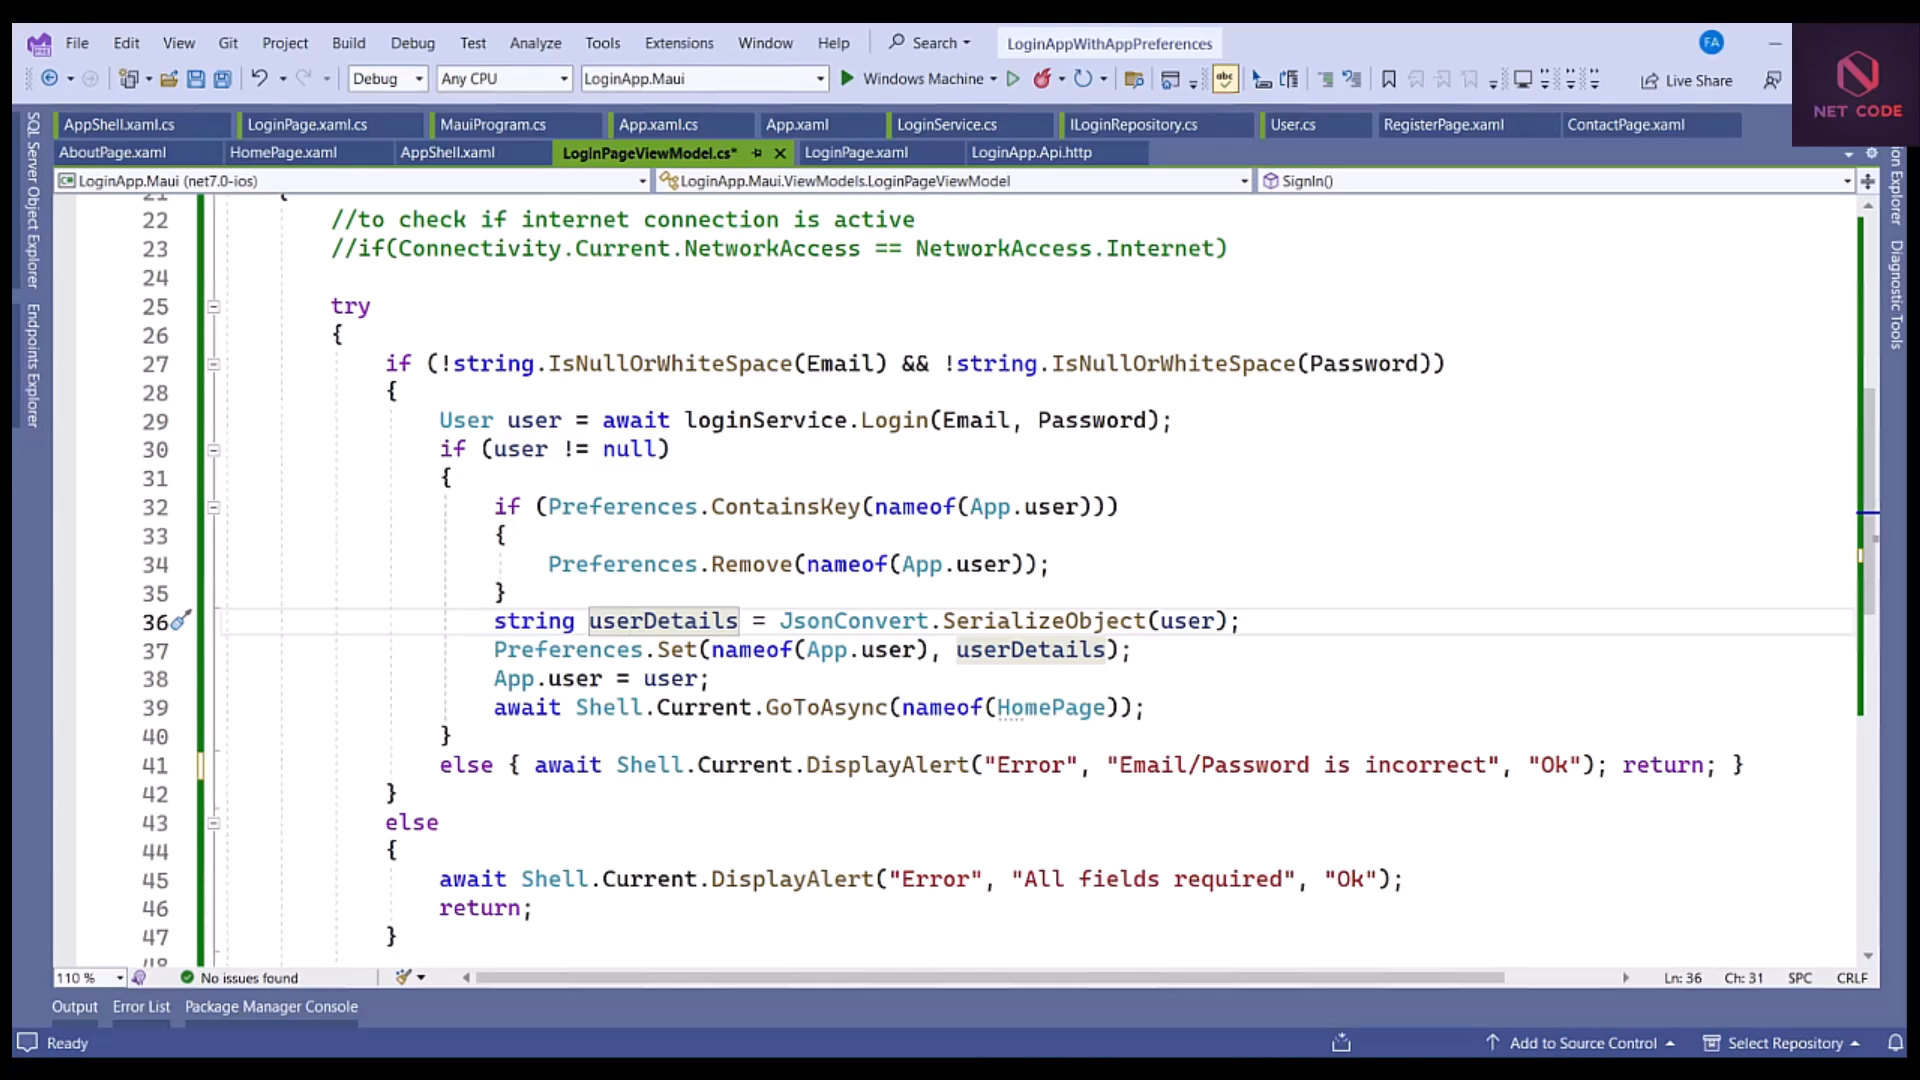 File Edit View Git Project Build Debug Test Analyze Tools Extensions Window Help Search LoginAppWithAppPreferences FA
Debug Any CPU LoginApp.Maui Windows Machine abc Live Share
NET CODE
AppShell.xaml.cs LoginPage.xaml.cs MauiProgram.cs App.xaml.cs App.xaml LoginService.cs ILoginRepository.cs User.cs RegisterPage.xaml ContactPage.xaml
AboutPage.xaml HomePage.xaml AppShell.xaml LoginPageViewModel.cs* LoginPage.xaml LoginApp.Api.http
LoginApp.Maui (net7.0-ios) LoginApp.Maui.ViewModels.LoginPageViewModel SignIn()
SQL Server Object Explorer
Endpoints Explorer
ion Explorer
Diagnostic Tools
21 {
22 //to check if internet connection is active
23 //if(Connectivity.Current.NetworkAccess == NetworkAccess.Internet)
24
25 try
26 {
27 if (!string.IsNullOrWhiteSpace(Email) && !string.IsNullOrWhiteSpace(Password))
28 {
29 User user = await loginService.Login(Email, Password);
30 if (user != null)
31 {
32 if (Preferences.ContainsKey(nameof(App.user)))
33 {
34 Preferences.Remove(nameof(App.user));
35 }
36 string userDetails = JsonConvert.SerializeObject(user);
37 Preferences.Set(nameof(App.user), userDetails);
38 App.user = user;
39 await Shell.Current.GoToAsync(nameof(HomePage));
40 }
41 else { await Shell.Current.DisplayAlert("Error", "Email/Password is incorrect", "Ok"); return; }
42 }
43 else
44 {
45 await Shell.Current.DisplayAlert("Error", "All fields required", "Ok");
46 return;
47 }
48
110 % No issues found Ln: 36 Ch: 31 SPC CRLF
Output Error List Package Manager Console
Ready Add to Source Control Select Repository